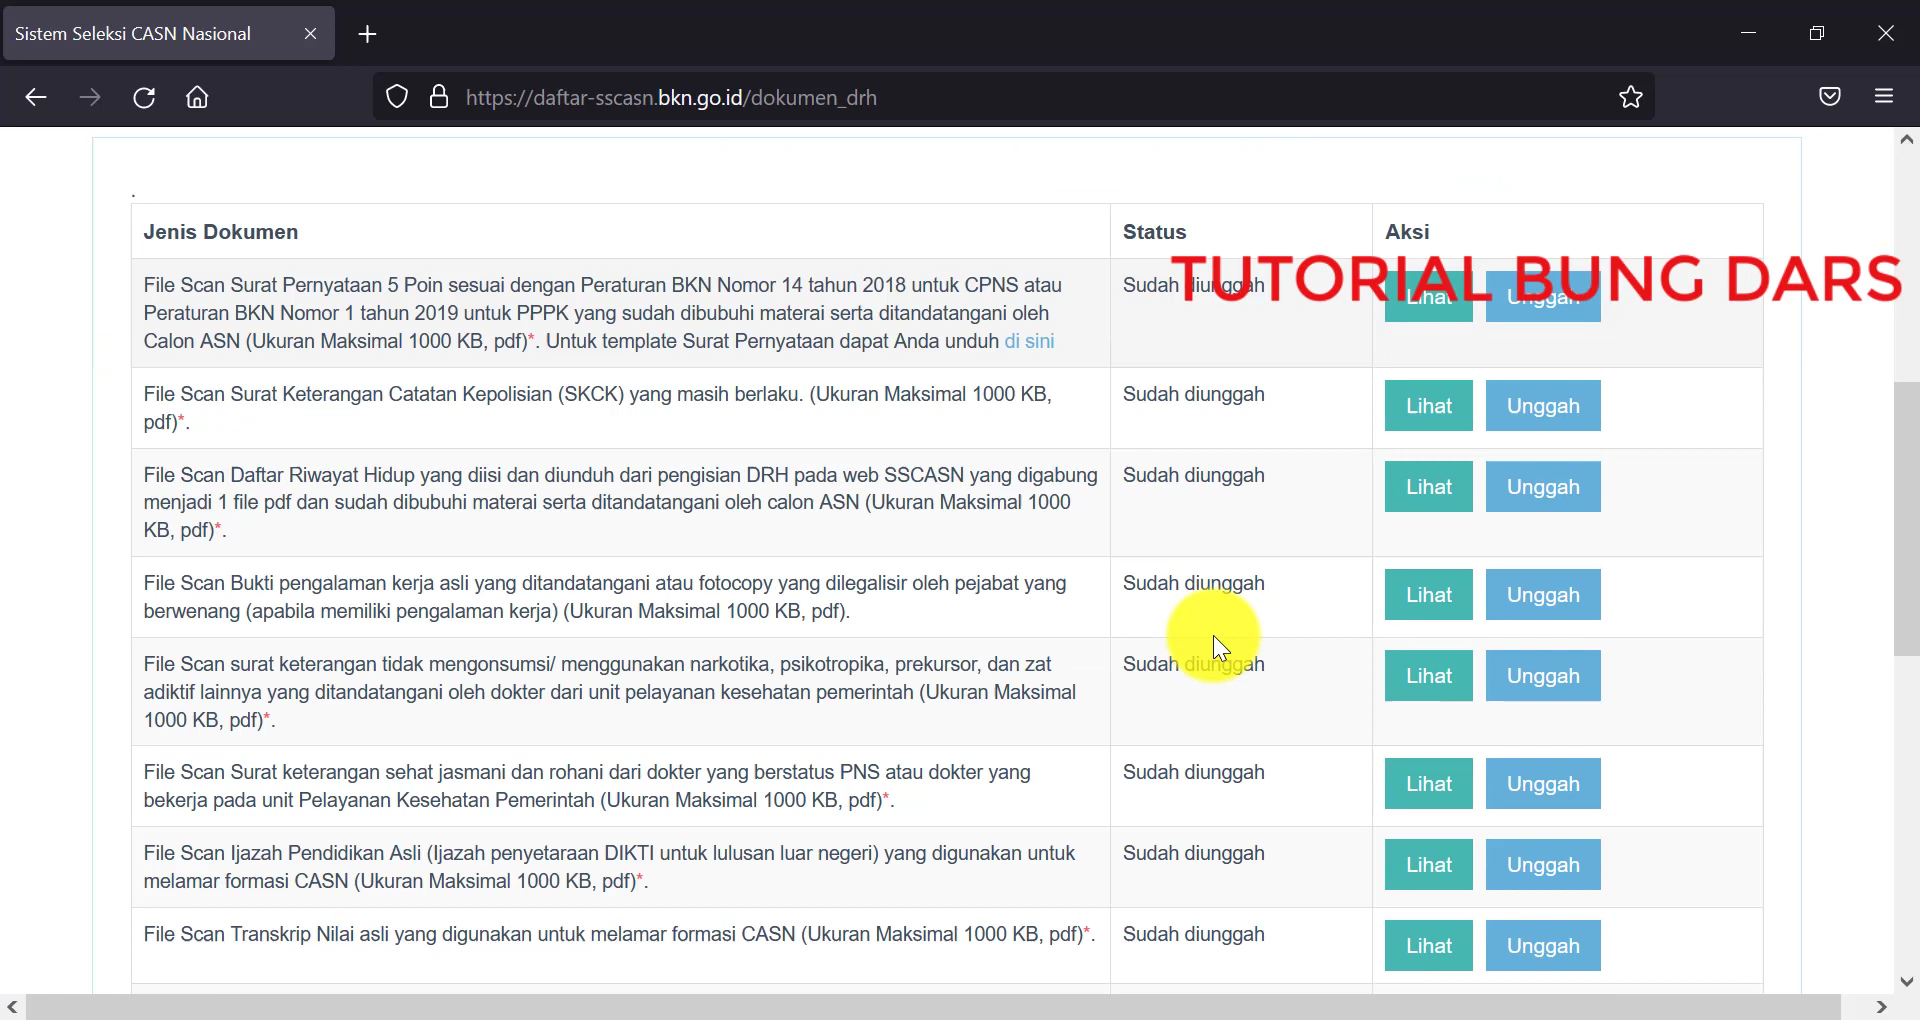 Sistem Seleksi CASN Nasional
https://daftar-sscasn.bkn.go.id/dokumen_drh
.
Jenis Dokumen Status Aksi
TUTORIAL BUNG DARS
File Scan Surat Pernyataan 5 Poin sesuai dengan Peraturan BKN Nomor 14 tahun 2018 untuk CPNS atau
Peraturan BKN Nomor 1 tahun 2019 untuk PPPK yang sudah dibubuhi materai serta ditandatangani oleh
Calon ASN (Ukuran Maksimal 1000 KB, pdf)*. Untuk template Surat Pernyataan dapat Anda unduh di sini
Sudah diunggah
Lihat Unggah
File Scan Surat Keterangan Catatan Kepolisian (SKCK) yang masih berlaku. (Ukuran Maksimal 1000 KB,
pdf)*.
Sudah diunggah
Lihat Unggah
File Scan Daftar Riwayat Hidup yang diisi dan diunduh dari pengisian DRH pada web SSCASN yang digabung
menjadi 1 file pdf dan sudah dibubuhi materai serta ditandatangani oleh calon ASN (Ukuran Maksimal 1000
KB, pdf)*.
Sudah diunggah
Lihat Unggah
File Scan Bukti pengalaman kerja asli yang ditandatangani atau fotocopy yang dilegalisir oleh pejabat yang
berwenang (apabila memiliki pengalaman kerja) (Ukuran Maksimal 1000 KB, pdf).
Sudah diunggah
Lihat Unggah
File Scan surat keterangan tidak mengonsumsi/ menggunakan narkotika, psikotropika, prekursor, dan zat
adiktif lainnya yang ditandatangani oleh dokter dari unit pelayanan kesehatan pemerintah (Ukuran Maksimal
1000 KB, pdf)*.
Sudah diunggah
Lihat Unggah
File Scan Surat keterangan sehat jasmani dan rohani dari dokter yang berstatus PNS atau dokter yang
bekerja pada unit Pelayanan Kesehatan Pemerintah (Ukuran Maksimal 1000 KB, pdf)*.
Sudah diunggah
Lihat Unggah
File Scan Ijazah Pendidikan Asli (Ijazah penyetaraan DIKTI untuk lulusan luar negeri) yang digunakan untuk
melamar formasi CASN (Ukuran Maksimal 1000 KB, pdf)*.
Sudah diunggah
Lihat Unggah
File Scan Transkrip Nilai asli yang digunakan untuk melamar formasi CASN (Ukuran Maksimal 1000 KB, pdf)*.
Sudah diunggah
Lihat Unggah